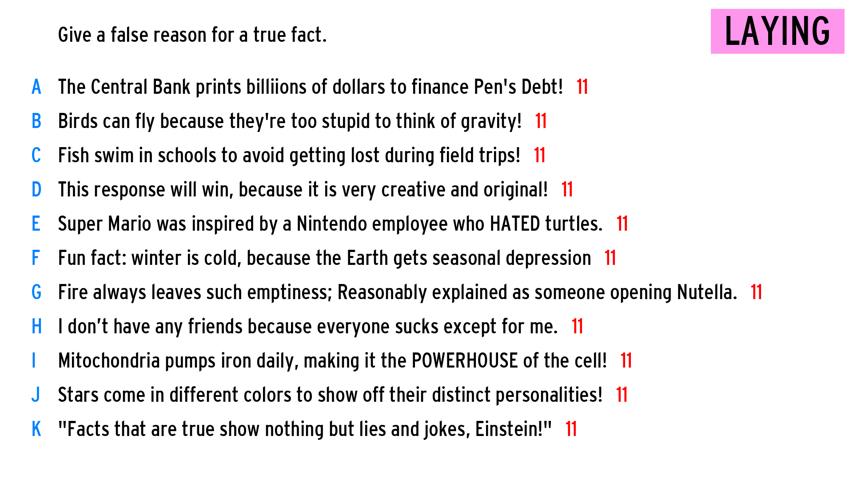 Give a false reason for a true fact.
LAYING
A The Central Bank prints billiions of dollars to finance Pen's Debt! 11
B Birds can fly because they're too stupid to think of gravity! 11
C Fish swim in schools to avoid getting lost during field trips! 11
D This response will win, because it is very creative and original! 11
E Super Mario was inspired by a Nintendo employee who HATED turtles. 11
F Fun fact: winter is cold, because the Earth gets seasonal depression 11
G Fire always leaves such emptiness; Reasonably explained as someone opening Nutella. 11
H I don’t have any friends because everyone sucks except for me. 11
I Mitochondria pumps iron daily, making it the POWERHOUSE of the cell! 11
J Stars come in different colors to show off their distinct personalities! 11
K "Facts that are true show nothing but lies and jokes, Einstein!" 11